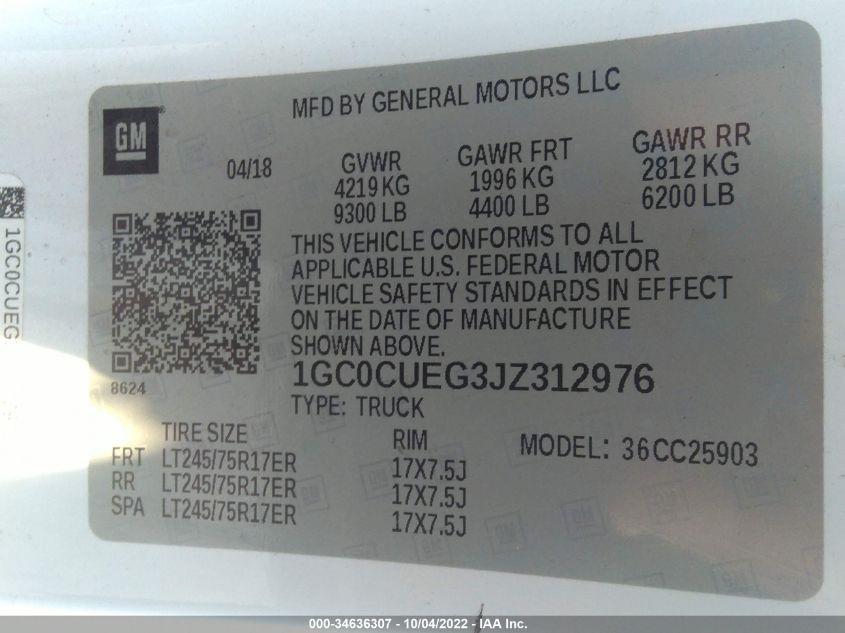 MFD BY GENERAL MOTORS LLC
GM
04/18
GVWR
4219 KG
9300 LB
GAWR FRT
1996 KG
4400 LB
GAWR RR
2812 KG
6200 LB
THIS VEHICLE CONFORMS TO ALL
APPLICABLE U.S. FEDERAL MOTOR
VEHICLE SAFETY STANDARDS IN EFFECT
ON THE DATE OF MANUFACTURE
SHOWN ABOVE.
8624
1GC0CUEG3JZ312976
TYPE: TRUCK
MODEL: 36CC25903
TIRE SIZE RIM
FRT LT245/75R17ER 17X7.5J
RR LT245/75R17ER 17X7.5J
SPA LT245/75R17ER 17X7.5J
1GC0CUEG
000-34636307 - 10/04/2022 - IAA Inc.